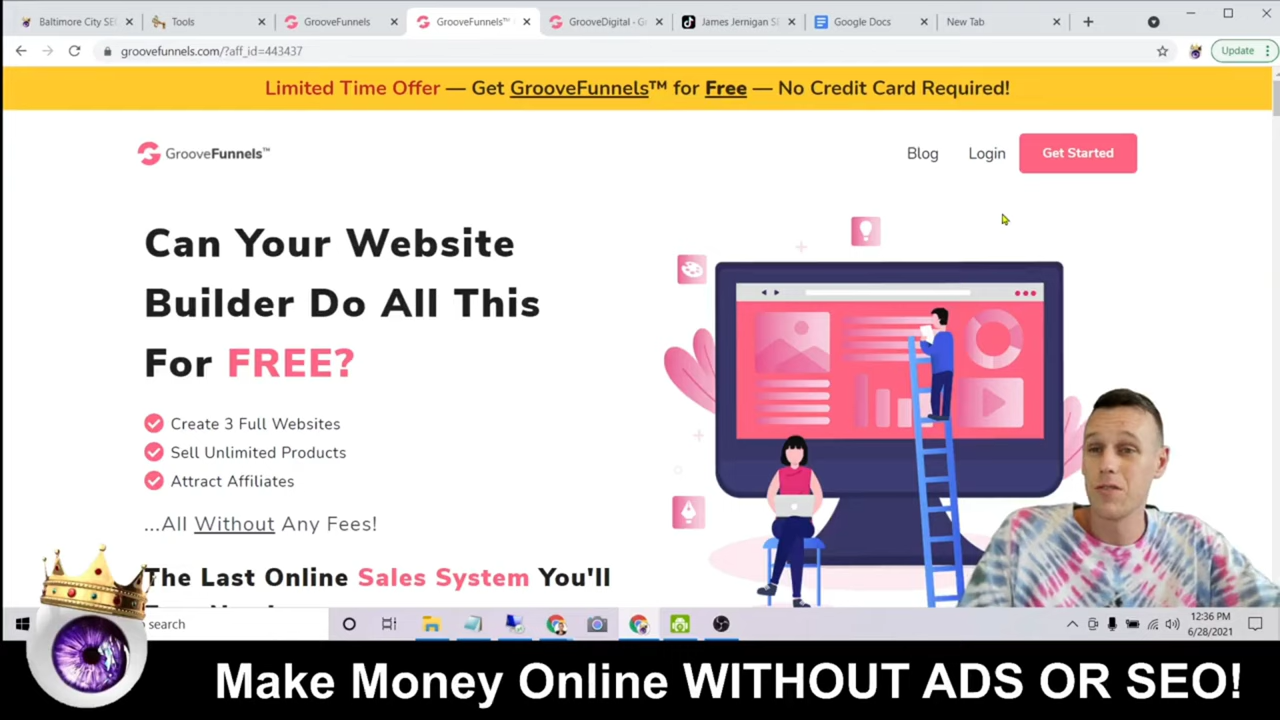 Baltimore City SE
Tools
GrooveFunnels
GrooveFunnels™
GrooveDigital - G
James Jernigan S
Google Docs
New Tab
groovefunnels.com/?aff_id=443437
Update
Limited Time Offer — Get GrooveFunnels™ for Free — No Credit Card Required!
GrooveFunnels™
Blog
Login
Get Started
Can Your Website
Builder Do All This
For FREE?
Create 3 Full Websites
Sell Unlimited Products
Attract Affiliates
...All Without Any Fees!
The Last Online Sales System You'll
search
12:36 PM
6/28/2021
Make Money Online WITHOUT ADS OR SEO!